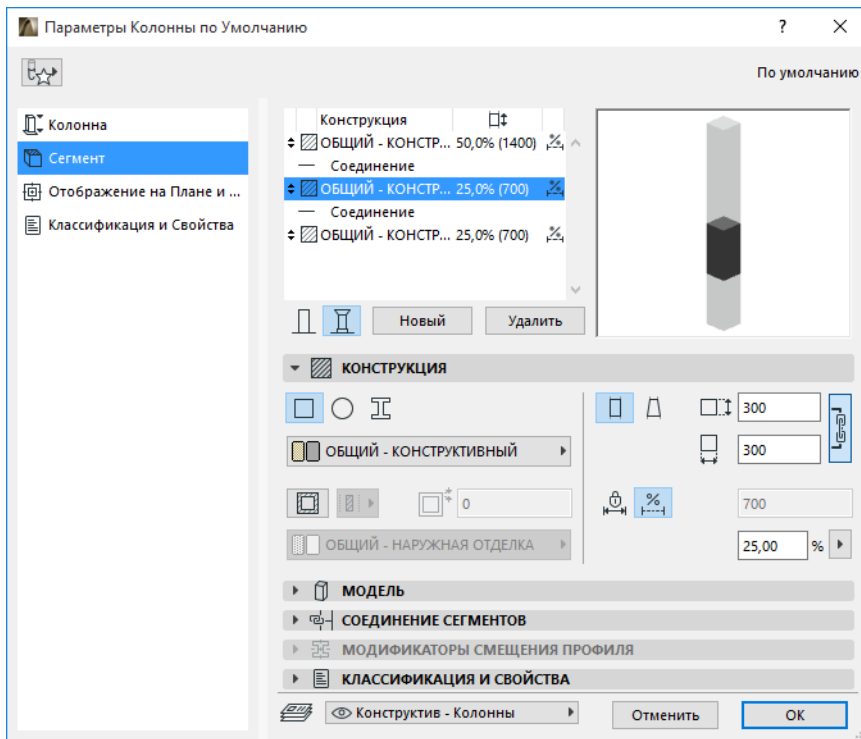 Параметры Колонны по Умолчанию ?
По умолчанию
Колонна
Сегмент
Отображение на Плане и ...
Классификация и Свойства
Конструкция
ОБЩИЙ - КОНСТР... 50,0% (1400)
Соединение
ОБЩИЙ - КОНСТР... 25,0% (700)
Соединение
ОБЩИЙ - КОНСТР... 25,0% (700)
Новый Удалить
КОНСТРУКЦИЯ
300
ОБЩИЙ - КОНСТРУКТИВНЫЙ 300
0 % 700
ОБЩИЙ - НАРУЖНАЯ ОТДЕЛКА 25,00 %
МОДЕЛЬ
СОЕДИНЕНИЕ СЕГМЕНТОВ
МОДИФИКАТОРЫ СМЕЩЕНИЯ ПРОФИЛЯ
КЛАССИФИКАЦИЯ И СВОЙСТВА
Конструктив - Колонны Отменить ОК